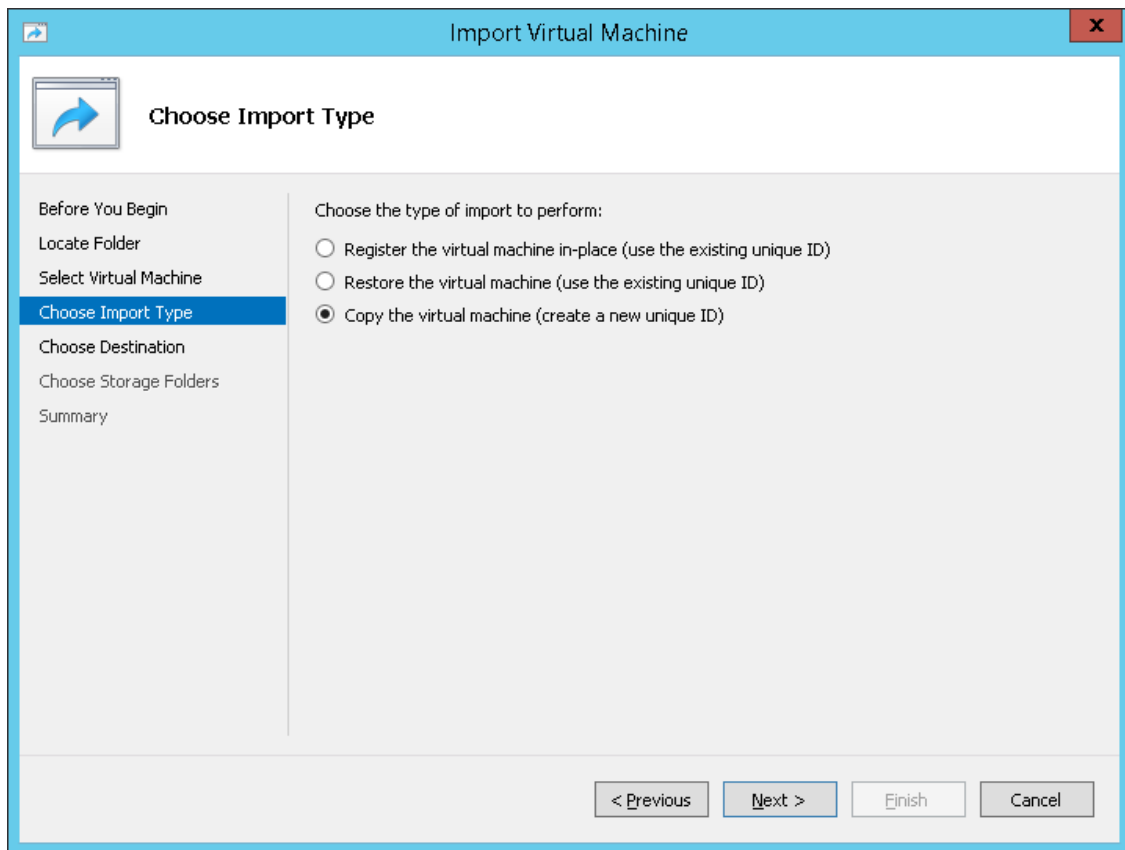 Import Virtual Machine
x
Choose Import Type
Before You Begin
Locate Folder
Select Virtual Machine
Choose Import Type
Choose Destination
Choose Storage Folders
Summary
Choose the type of import to perform:
Register the virtual machine in-place (use the existing unique ID)
Restore the virtual machine (use the existing unique ID)
Copy the virtual machine (create a new unique ID)
< Previous
Next >
Finish
Cancel